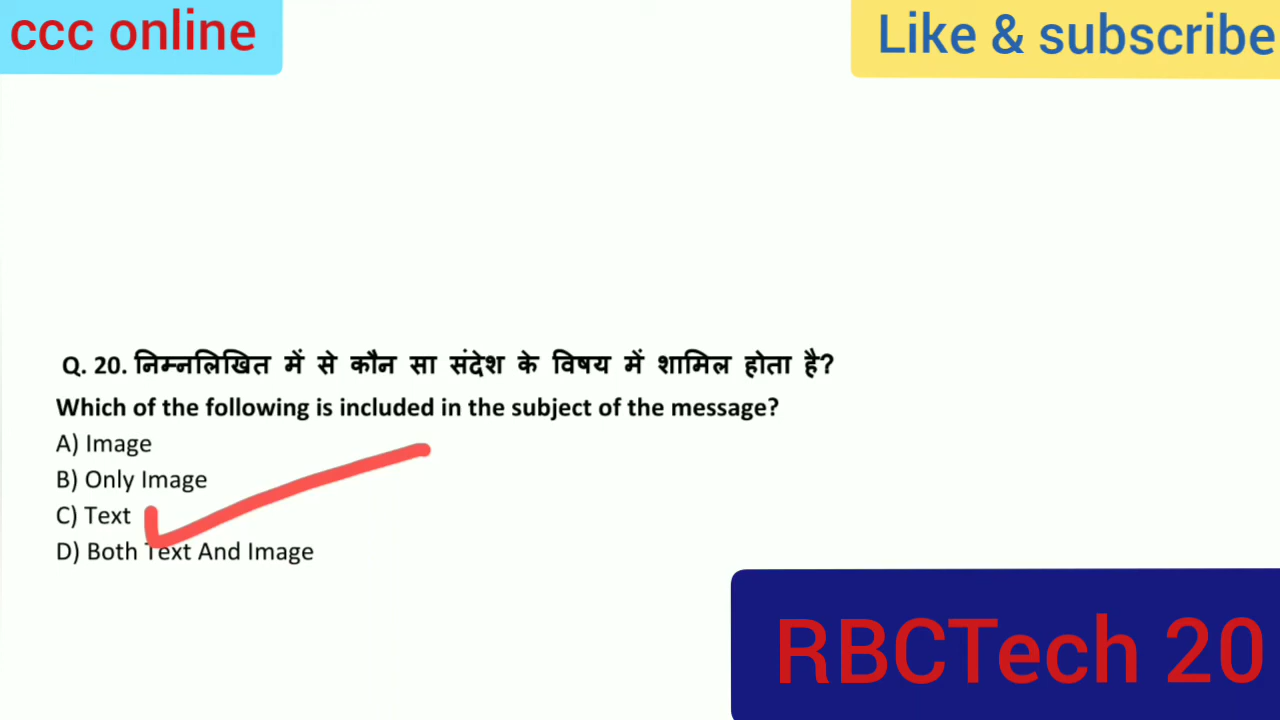 ccc online
Like & subscribe
Q. 20. निम्नलिखित में से कौन सा संदेश के विषय में शामिल होता है?
Which of the following is included in the subject of the message?
A) Image
B) Only Image
C) Text
D) Both Text And Image
RBCTech 20